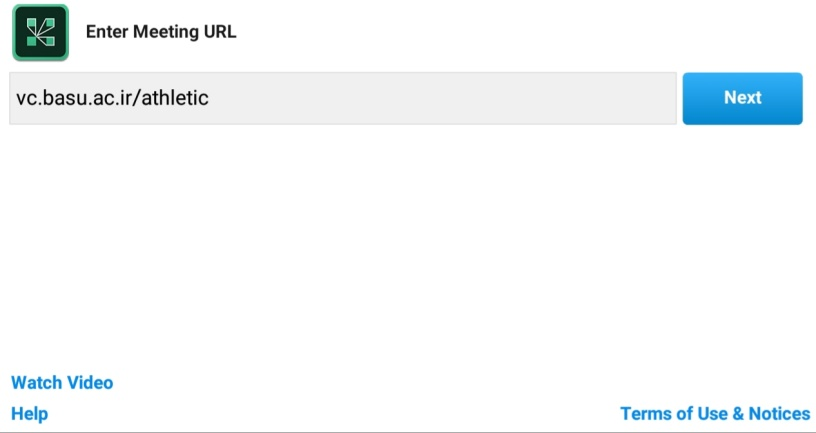 Enter Meeting URL
vc.basu.ac.ir/athletic
Next
Watch Video
Help
Terms of Use & Notices